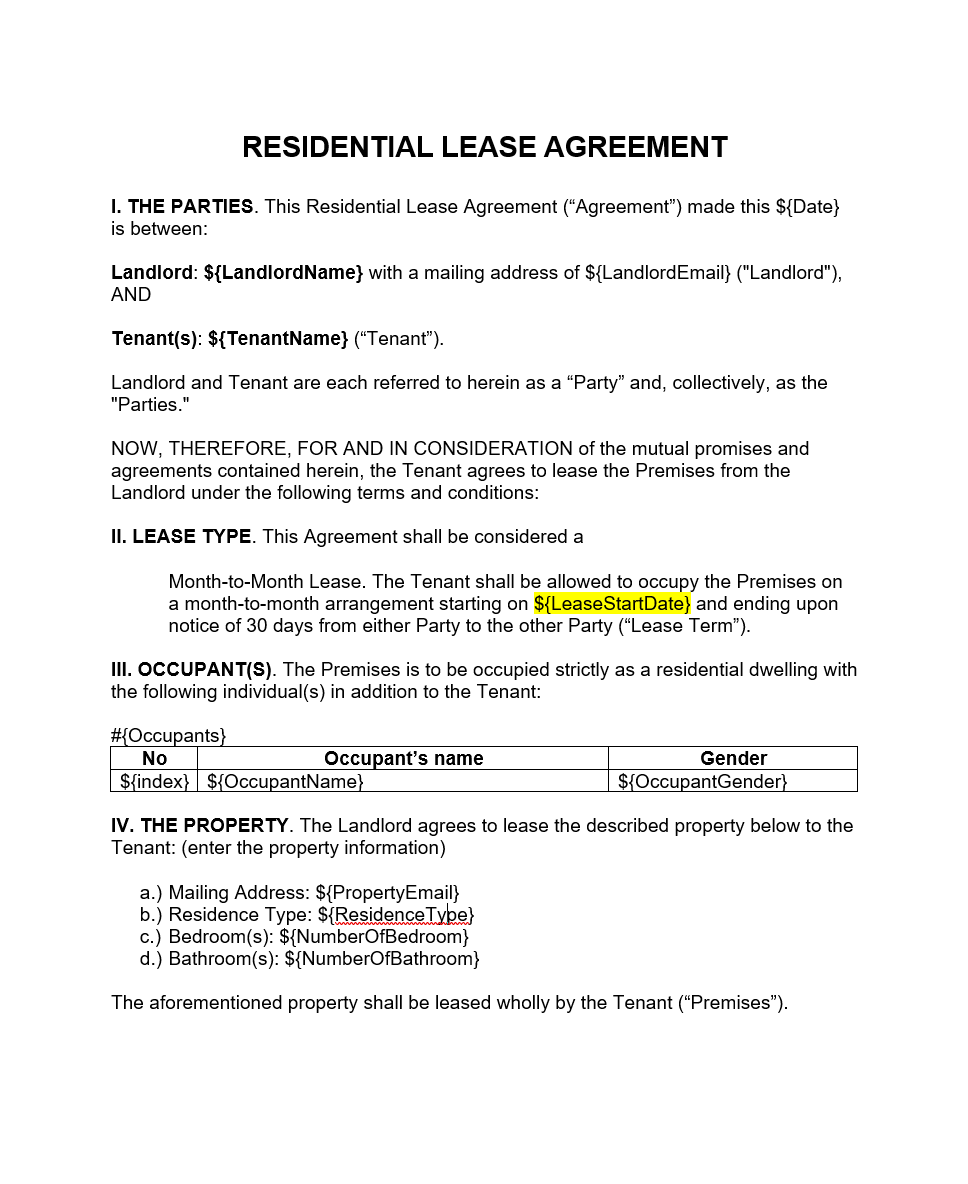 RESIDENTIAL LEASE AGREEMENT
I. THE PARTIES. This Residential Lease Agreement (“Agreement”) made this ${Date}
is between:
Landlord: ${LandlordName} with a mailing address of ${LandlordEmail} ("Landlord"),
AND
Tenant(s): ${TenantName} (“Tenant”).
Landlord and Tenant are each referred to herein as a “Party” and, collectively, as the
"Parties."
NOW, THEREFORE, FOR AND IN CONSIDERATION of the mutual promises and
agreements contained herein, the Tenant agrees to lease the Premises from the
Landlord under the following terms and conditions:
II. LEASE TYPE. This Agreement shall be considered a
Month-to-Month Lease. The Tenant shall be allowed to occupy the Premises on
a month-to-month arrangement starting on ${LeaseStartDate} and ending upon
notice of 30 days from either Party to the other Party (“Lease Term”).
III. OCCUPANT(S). The Premises is to be occupied strictly as a residential dwelling with
the following individual(s) in addition to the Tenant:
#{Occupants}
No Occupant’s name Gender
${index} ${OccupantName} ${OccupantGender}
IV. THE PROPERTY. The Landlord agrees to lease the described property below to the
Tenant: (enter the property information)
a.) Mailing Address: ${PropertyEmail}
b.) Residence Type: ${ResidenceType}
c.) Bedroom(s): ${NumberOfBedroom}
d.) Bathroom(s): ${NumberOfBathroom}
The aforementioned property shall be leased wholly by the Tenant (“Premises”).